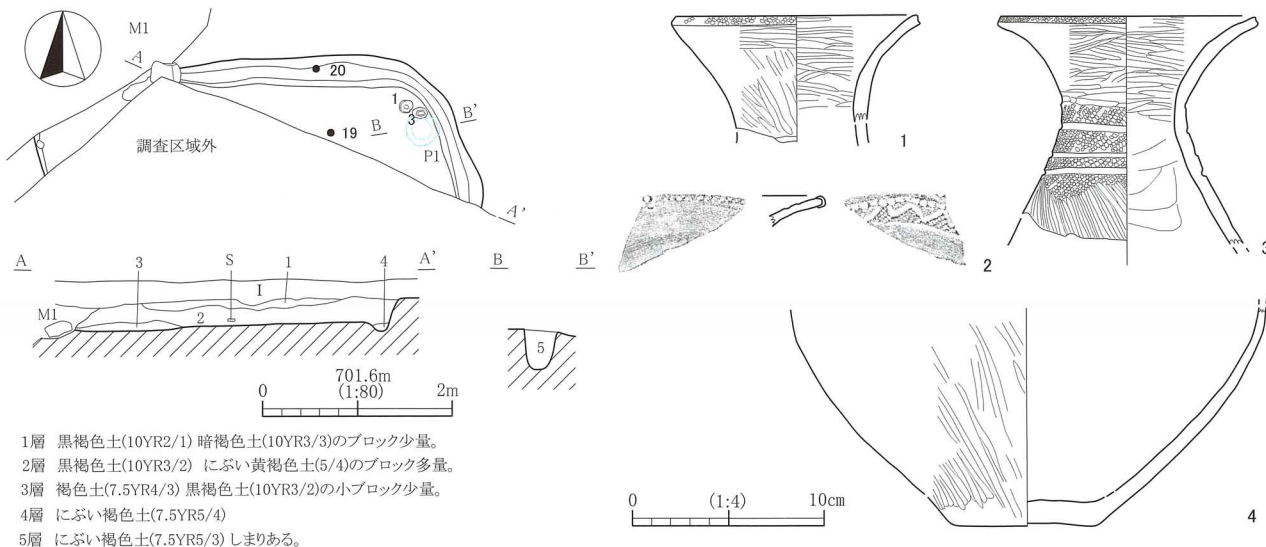 M1
A
20
1
3
B
B'
19
P1
調査区域外
A'
A
3
S
1
4
A'
B
B'
I
M1
2
5
701.6m
0
(1:80)
2m
1層 黒褐色土(10YR2/1) 暗褐色土(10YR3/3)のブロック少量。
2層 黒褐色土(10YR3/2) にぶい黄褐色土(5/4)のブロック多量。
3層 褐色土(7.5YR4/3) 黒褐色土(10YR3/2)の小ブロック少量。
4層 にぶい褐色土(7.5YR5/4)
5層 にぶい褐色土(7.5YR5/3) しまりある。
1
2
3
0
(1:4)
10cm
4